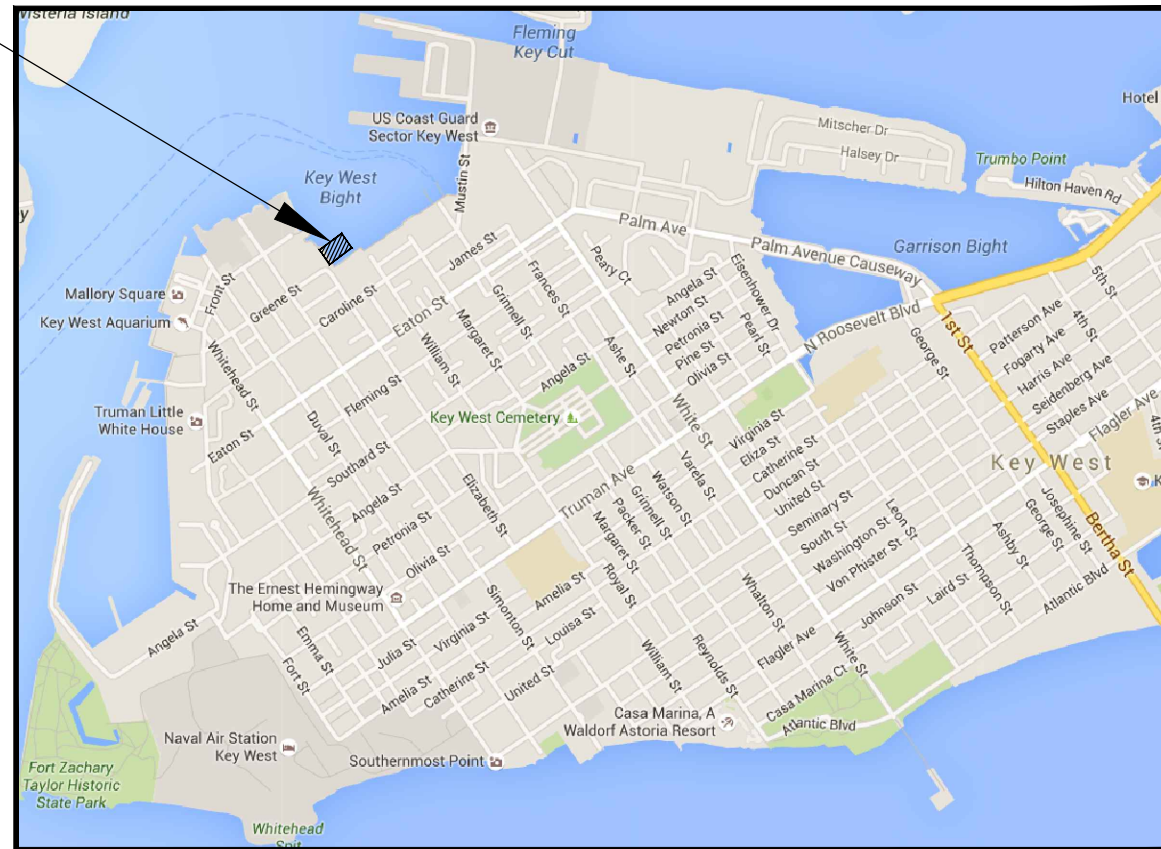 Wisteria Island
Fleming
Key Cut
Hotel
US Coast Guard
Sector Key West
Mitscher Dr
Halsey Dr
Trumbo Point
Hilton Haven Rd
Key West
Bight
Mustin St
Palm Ave
Palm Avenue Causeway
Garrison Bight
James St
Peary Ct
Angela St
Eisenhower Dr
5th St
Mallory Square
Front St
Greene St
Caroline St
Eaton St
Grinnell St
Frances St
Newton St
Petronia St
Pine St
Olivia St
Pearl St
N Roosevelt Blvd
4th St
Patterson Ave
Fogarty Ave
Harris Ave
Seidenberg Ave
Staples Ave
Flagler Ave
Key West Aquarium
Whitehead St
William St
Margaret St
Ashe St
George St
1st St
Angela St
Fleming St
Key West Cemetery
White St
Truman Little
White House
Duval St
Eaton St
Southard St
Virginia St
Eliza St
Catherine St
Duncan St
United St
Seminary St
South St
Washington St
Von Phister St
Key West
4th St
K
Whitehead St
Angela St
Petronia St
Olivia St
Elizabeth St
Truman Ave
Varela St
Watson St
Grinnell St
Packer St
Margaret St
Royal St
Leon St
Josephine St
George St
Ashby St
Thompson St
Bertha St
Atlantic Blvd
The Ernest Hemingway
Home and Museum
Simonton St
Amelia St
Louisa St
Virginia St
Julia St
Emma St
Fort St
Angela St
Amelia St
Catherine St
United St
William St
Reynolds St
Whalton St
Flagler Ave
Johnson St
Laird St
White St
Casa Marina Ct
Atlantic Blvd
Casa Marina, A
Waldorf Astoria Resort
Naval Air Station
Key West
Southernmost Point
Fort Zachary
Taylor Historic
State Park
Whitehead
Spit